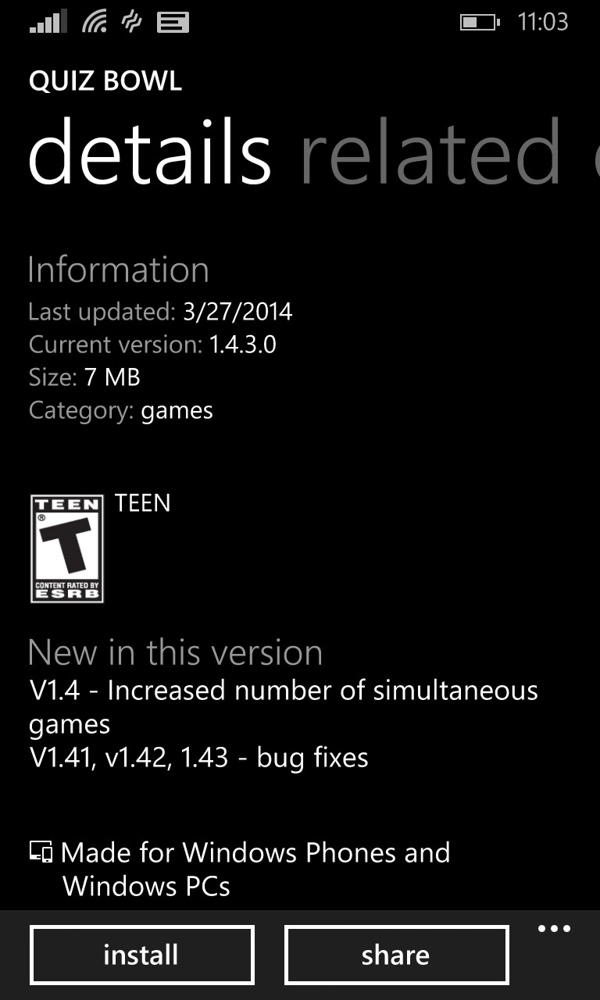 11:03
QUIZ BOWL
details related
Information
Last updated: 3/27/2014
Current version: 1.4.3.0
Size: 7 MB
Category: games
TEEN
TEEN
®
T
CONTENT RATED BY
ESRB
New in this version
V1.4 - Increased number of simultaneous
games
V1.41, v1.42, 1.43 - bug fixes
Made for Windows Phones and
Windows PCs
install share